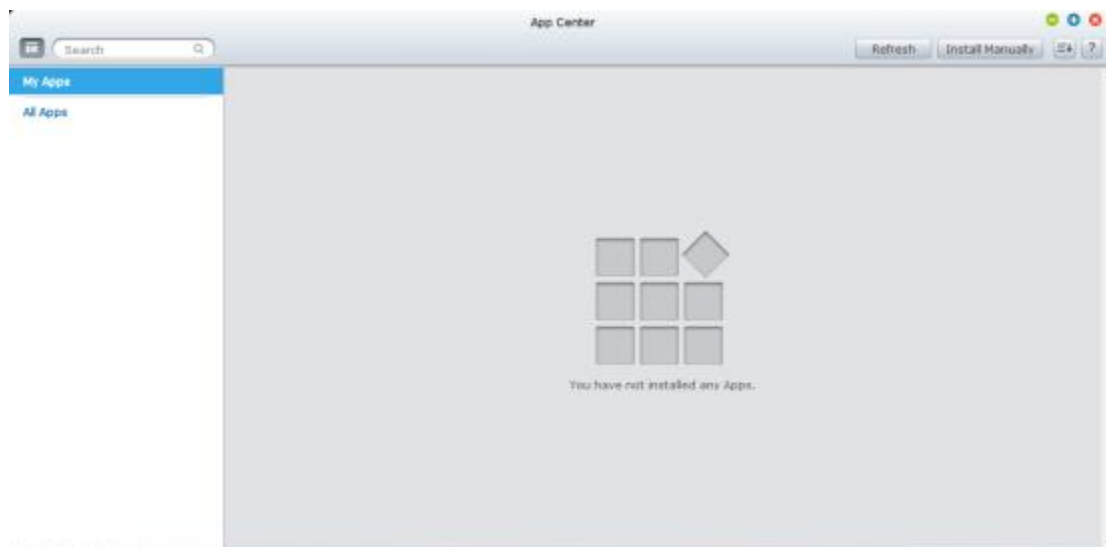 App Center
Search
Refresh
Install Manually
?
My Apps
All Apps
You have not installed any Apps.